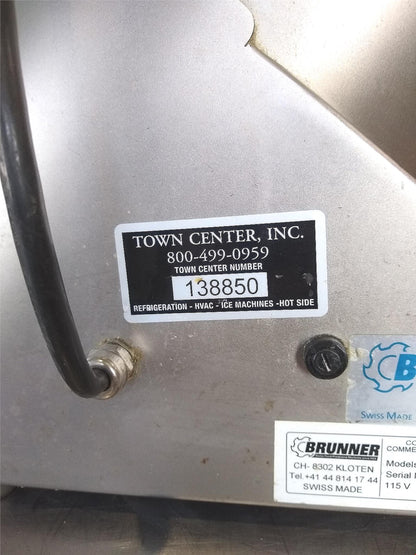 TOWN CENTER, INC.
800-499-0959
TOWN CENTER NUMBER
138850
REFRIGERATION - HVAC - ICE MACHINES -HOT SIDE
SWISS MADE
BRUNNER
CH- 8302 KLOTEN
Tel.+41 44 814 17 44
SWISS MADE
COMME
Models
Serial
115 V